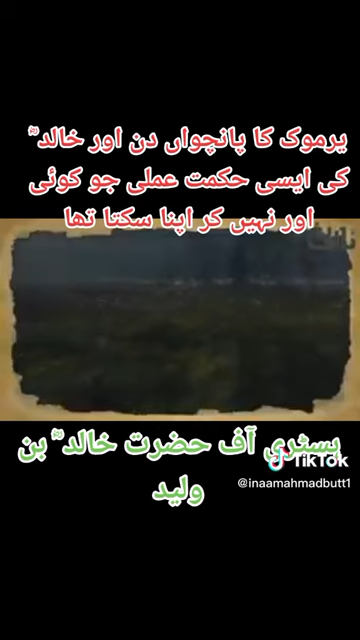 یرموک کا پانچواں دن اور خالدؓ
کی ایسی حکمت عملی جو کوئی
اور نہیں کر اپنا سکتا تھا
ہسٹری آف حضرت خالدؓ بن
ولید
TikTok
@inaamahmadbutt1